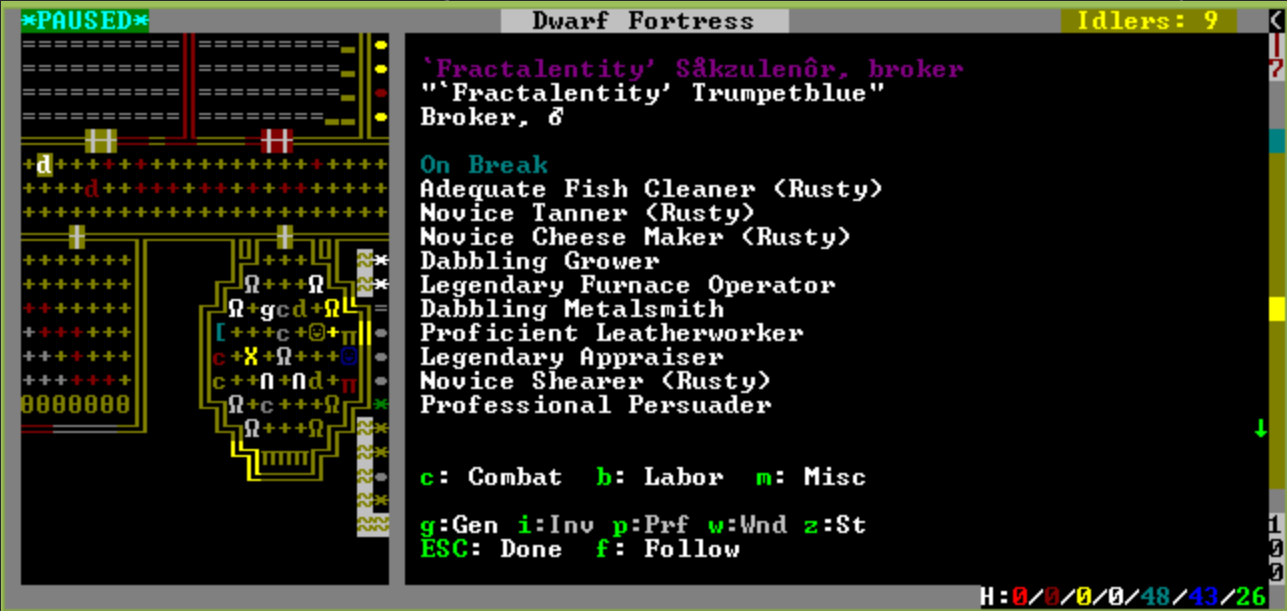 *PAUSED* Dwarf Fortress Idlers: 9
`Fractalentity' Såkzulenôr, broker
"`Fractalentity' Trumpetblue"
Broker, ♂
On Break
Adequate Fish Cleaner (Rusty)
Novice Tanner (Rusty)
Novice Cheese Maker (Rusty)
Dabbling Grower
Legendary Furnace Operator
Dabbling Metalsmith
Proficient Leatherworker
Legendary Appraiser
Novice Shearer (Rusty)
Professional Persuader
c: Combat b: Labor m: Misc
g:Gen i:Inv p:Prf w:Wnd z:St
ESC: Done f: Follow
H:0/0/0/0/48/43/26